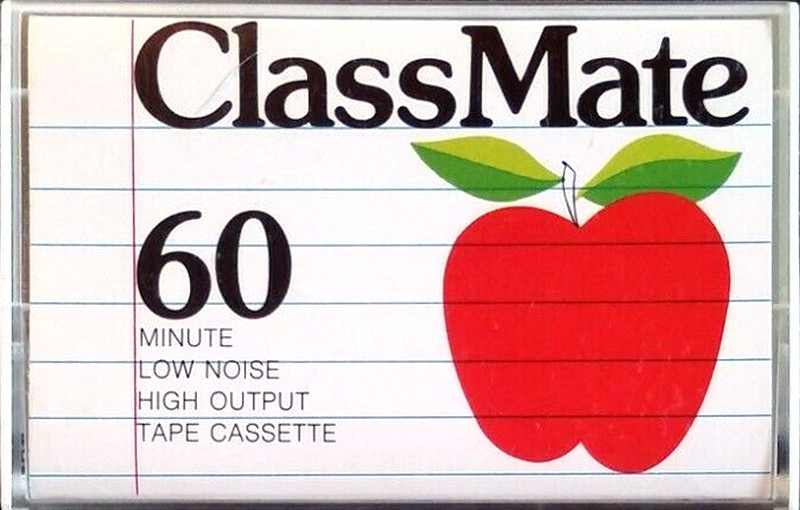 ClassMate
60
MINUTE
LOW NOISE
HIGH OUTPUT
TAPE CASSETTE